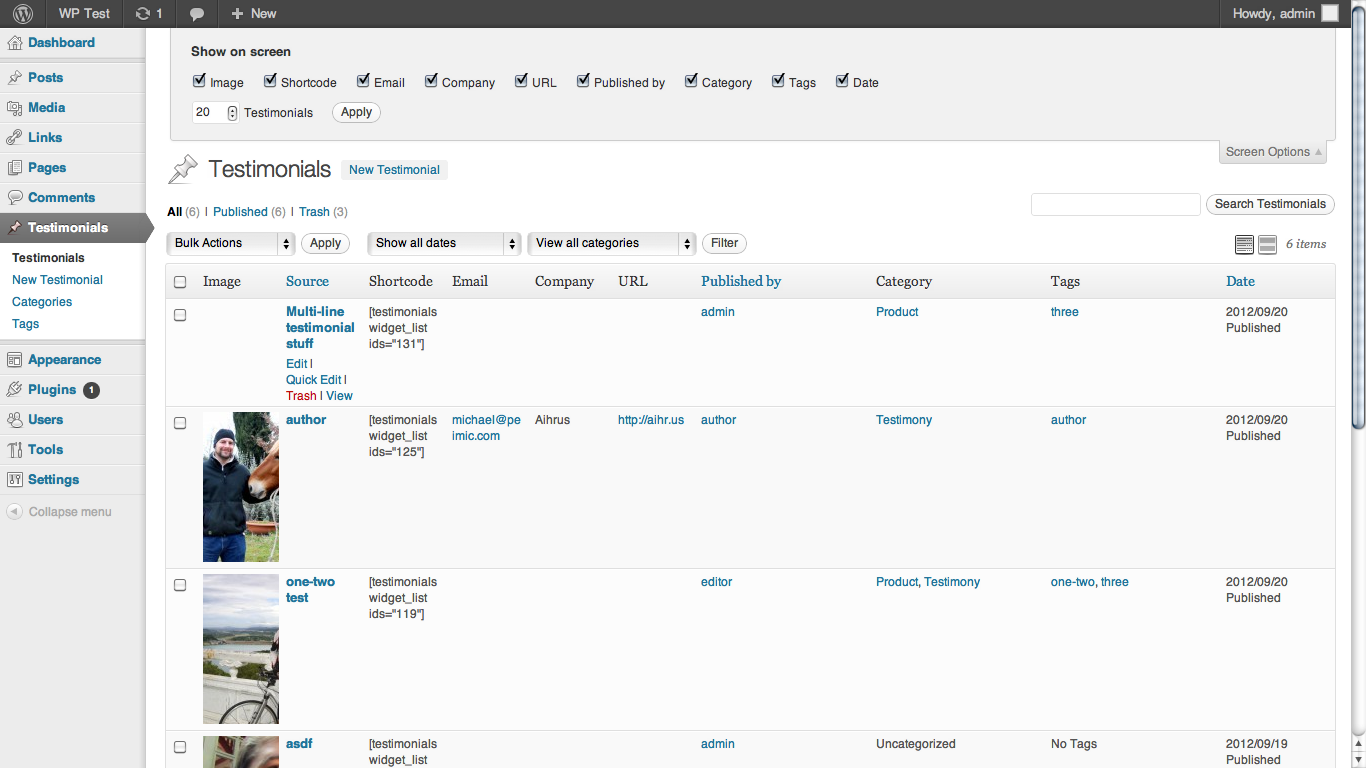 WP Test 1 New Howdy, admin
Dashboard
Posts
Media
Links
Pages
Comments
Testimonials
Testimonials
New Testimonial
Categories
Tags
Appearance
Plugins 1
Users
Tools
Settings
Collapse menu
Show on screen
Image Shortcode Email Company URL Published by Category Tags Date
20 Testimonials Apply
Screen Options
Testimonials New Testimonial
All (6) | Published (6) | Trash (3)
Search Testimonials
Bulk Actions Apply Show all dates View all categories Filter 6 items
Image Source Shortcode Email Company URL Published by Category Tags Date
Multi-line [testimonials admin Product three 2012/09/20
testimonial widget_list Published
stuff ids="131"]
Edit |
Quick Edit |
Trash | View
author [testimonials michael@pe Aihrus http://aihr.us author Testimony author 2012/09/20
widget_list imic.com Published
ids="125"]
one-two [testimonials editor Product, Testimony one-two, three 2012/09/20
test widget_list Published
ids="119"]
asdf [testimonials admin Uncategorized No Tags 2012/09/19
widget_list Published